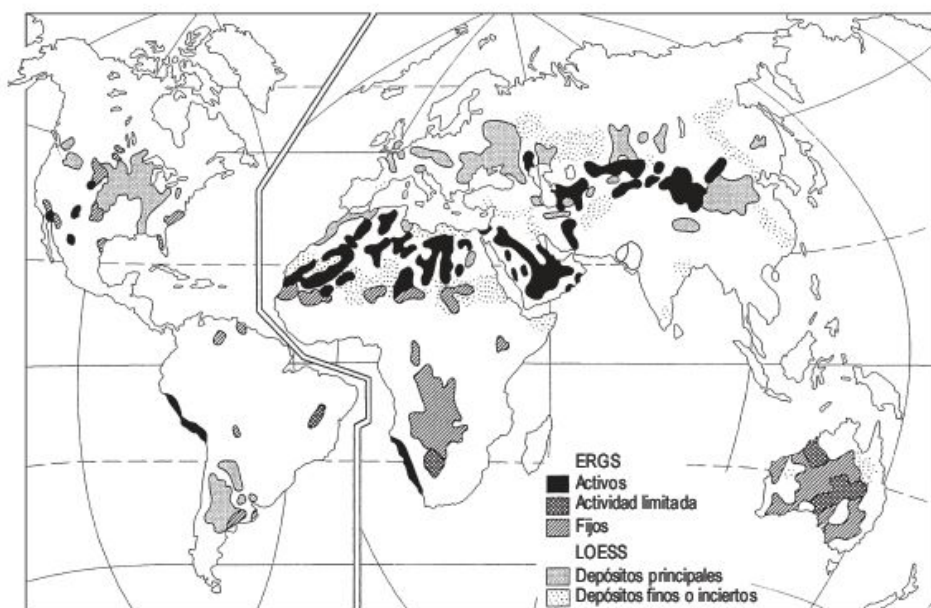 ERGS
Activos
Actividad limitada
Fijos
LOESS
Depósitos principales
Depósitos finos o inciertos